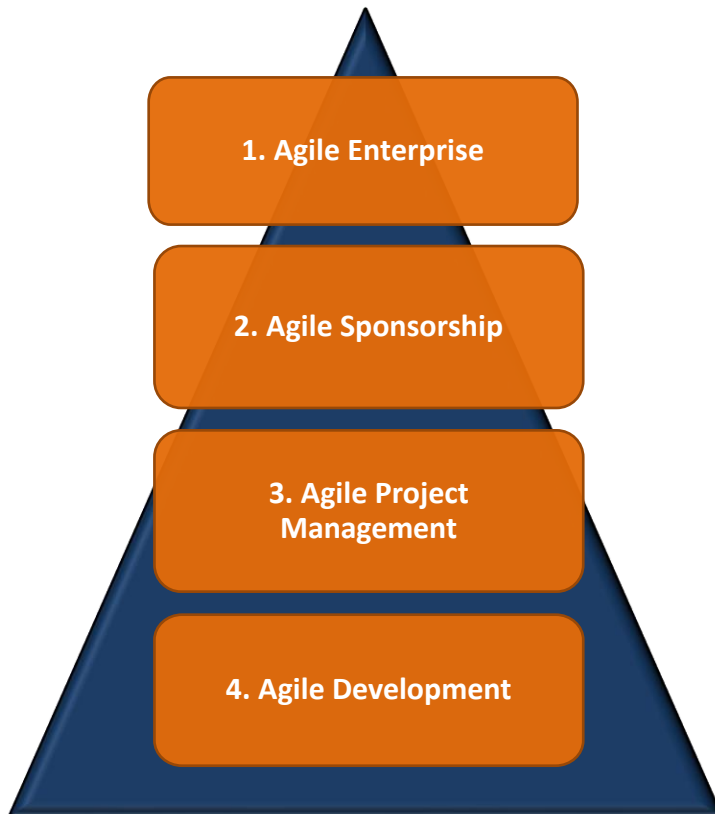 1. Agile Enterprise
2. Agile Sponsorship
3. Agile Project
Management
4. Agile Development